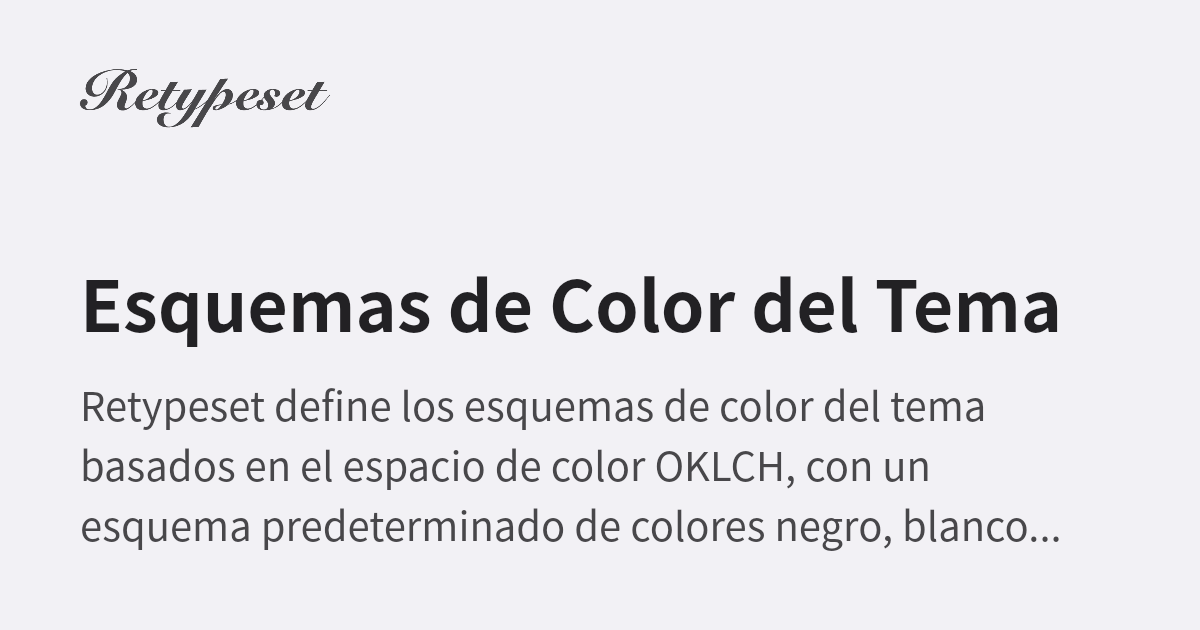 Retypeset
Esquemas de Color del Tema
Retypeset define los esquemas de color del tema
basados en el espacio de color OKLCH, con un
esquema predeterminado de colores negro, blanco...